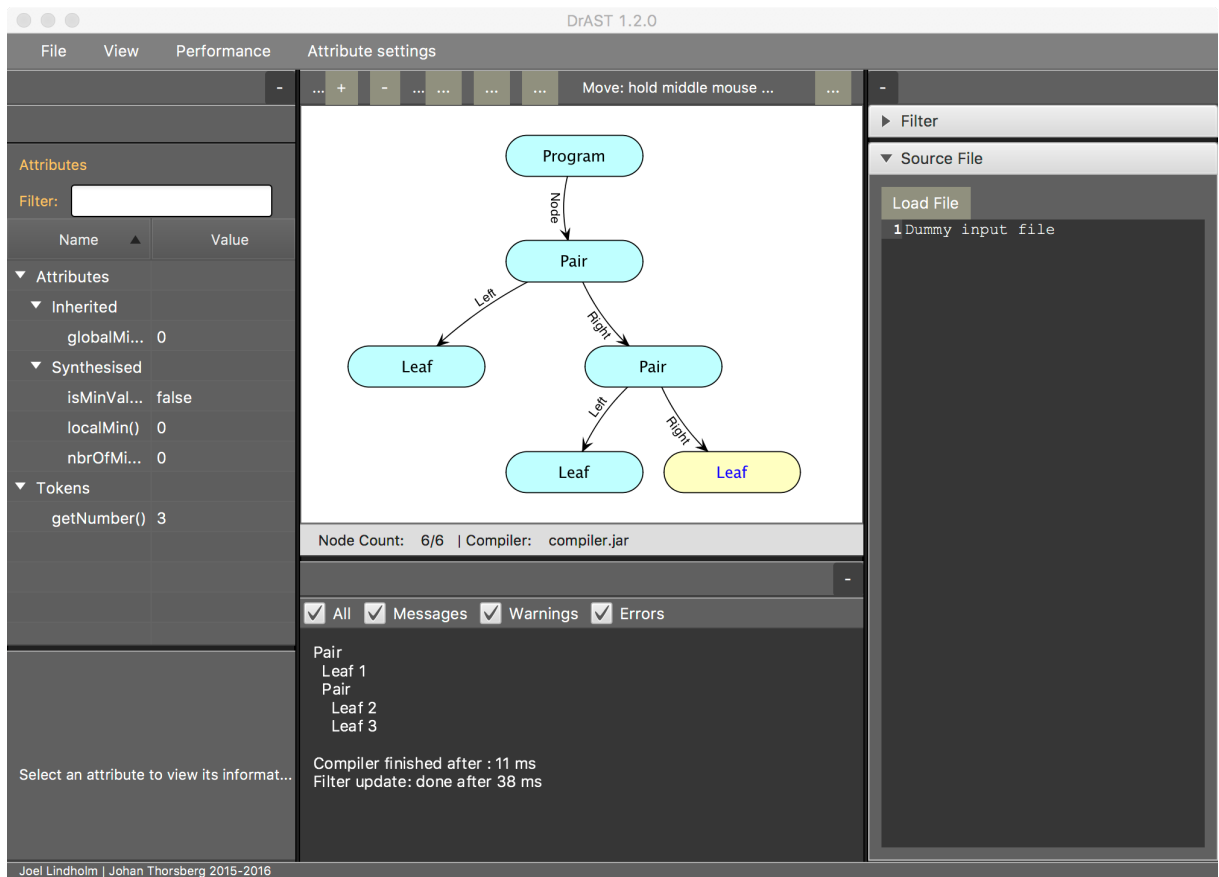 DrAST 1.2.0
File View Performance Attribute settings
-
... + - ... ... ... ... Move: hold middle mouse ... ...
-
Attributes
Filter:
Name Value
Attributes
Inherited
globalMi... 0
Synthesised
isMinVal... false
localMin() 0
nbrOfMi... 0
Tokens
getNumber() 3
Select an attribute to view its informat...
Program
Node
Pair
Left
Right
Leaf
Pair
Left
Right
Leaf
Leaf
Node Count: 6/6 | Compiler: compiler.jar
-
All Messages Warnings Errors
Pair
Leaf 1
Pair
Leaf 2
Leaf 3
Compiler finished after : 11 ms
Filter update: done after 38 ms
Filter
Source File
Load File
1 Dummy input file
Joel Lindholm | Johan Thorsberg 2015-2016